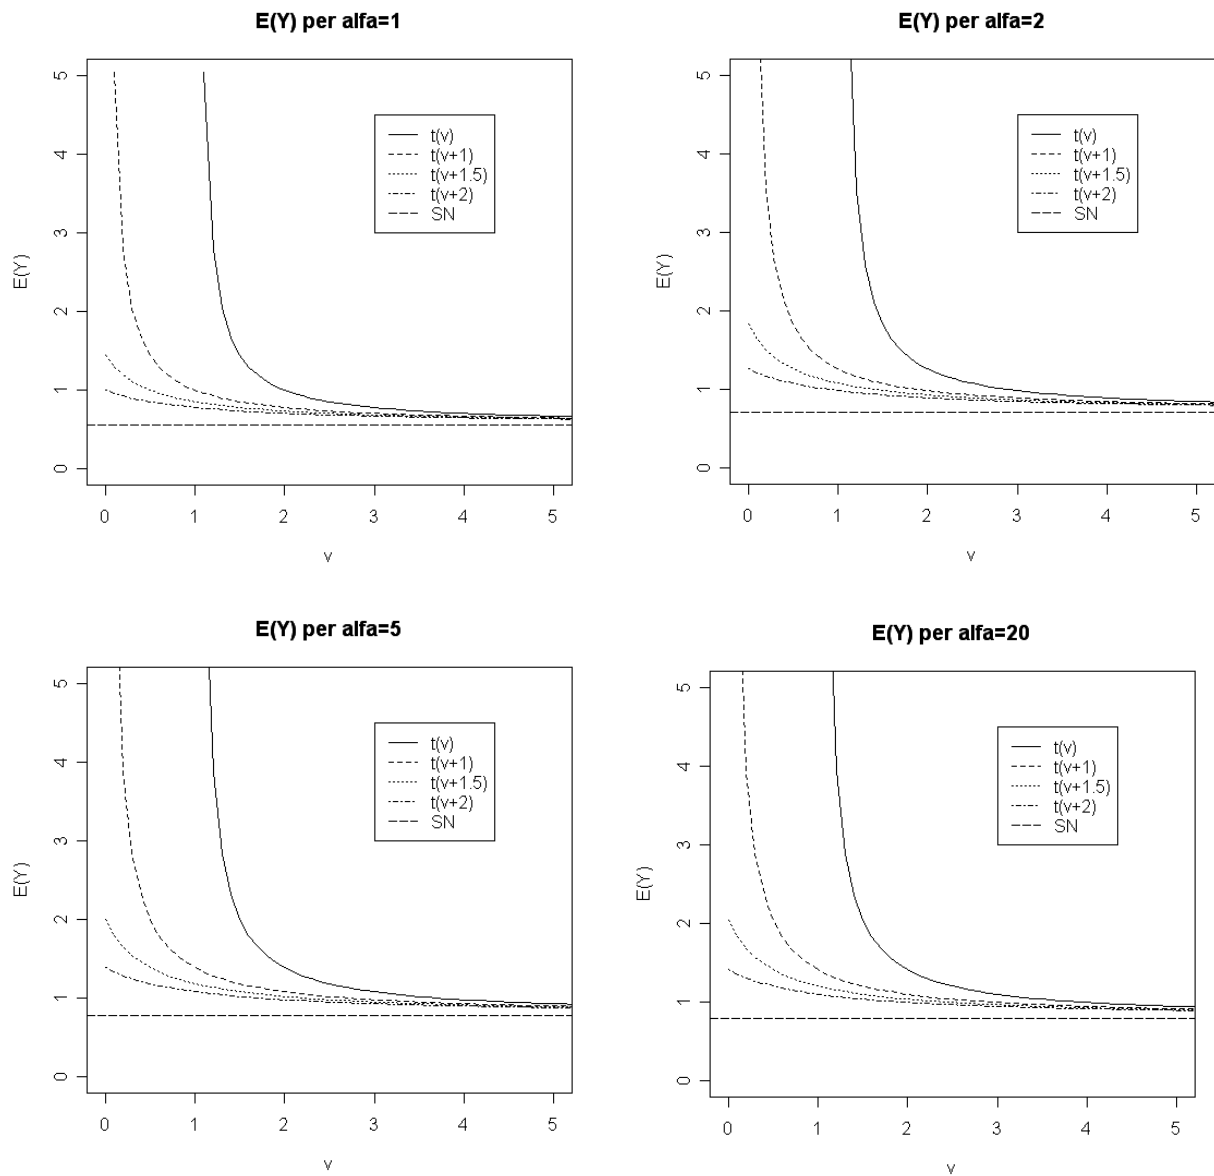 E(Y) per alfa=1
E(Y)
5
4
3
2
1
0
t(v)
t(v+1)
t(v+1.5)
t(v+2)
SN
0 1 2 3 4 5
v
E(Y) per alfa=2
E(Y)
5
4
3
2
1
0
t(v)
t(v+1)
t(v+1.5)
t(v+2)
SN
0 1 2 3 4 5
v
E(Y) per alfa=5
E(Y)
5
4
3
2
1
0
t(v)
t(v+1)
t(v+1.5)
t(v+2)
SN
0 1 2 3 4 5
v
E(Y) per alfa=20
E(Y)
5
4
3
2
1
0
t(v)
t(v+1)
t(v+1.5)
t(v+2)
SN
0 1 2 3 4 5
v